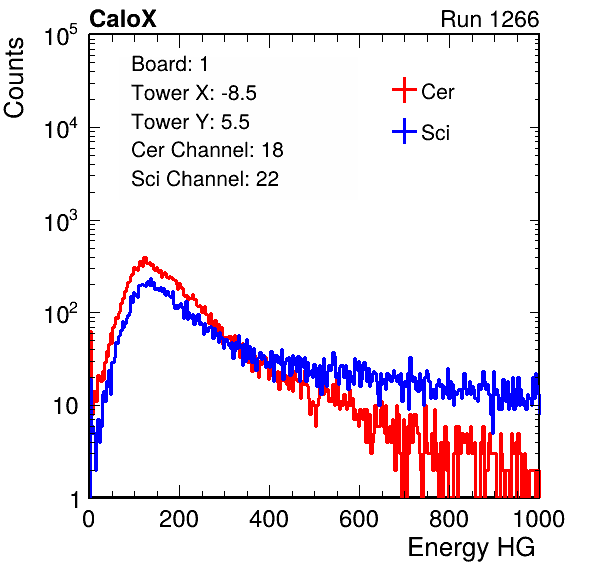 CaloX Run 1266
Counts
10^5
10^4
10^3
10^2
10
1
Board: 1
Tower X: -8.5
Tower Y: 5.5
Cer Channel: 18
Sci Channel: 22
Cer
Sci
0 200 400 600 800 1000
Energy HG